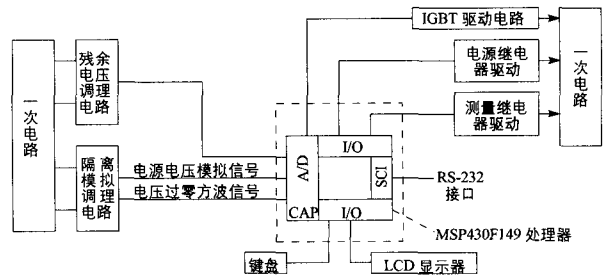 IGBT 驱动电路
残余
电压
调理
电路
电源继电
器驱动
一次电路
一次电路
测量继电
器驱动
隔离
模拟
调理
电路
电源电压模拟信号
电压过零方波信号
A/D
I/O
SCI
RS-232
接口
CAP
I/O
MSP430F149 处理器
键盘
LCD 显示器